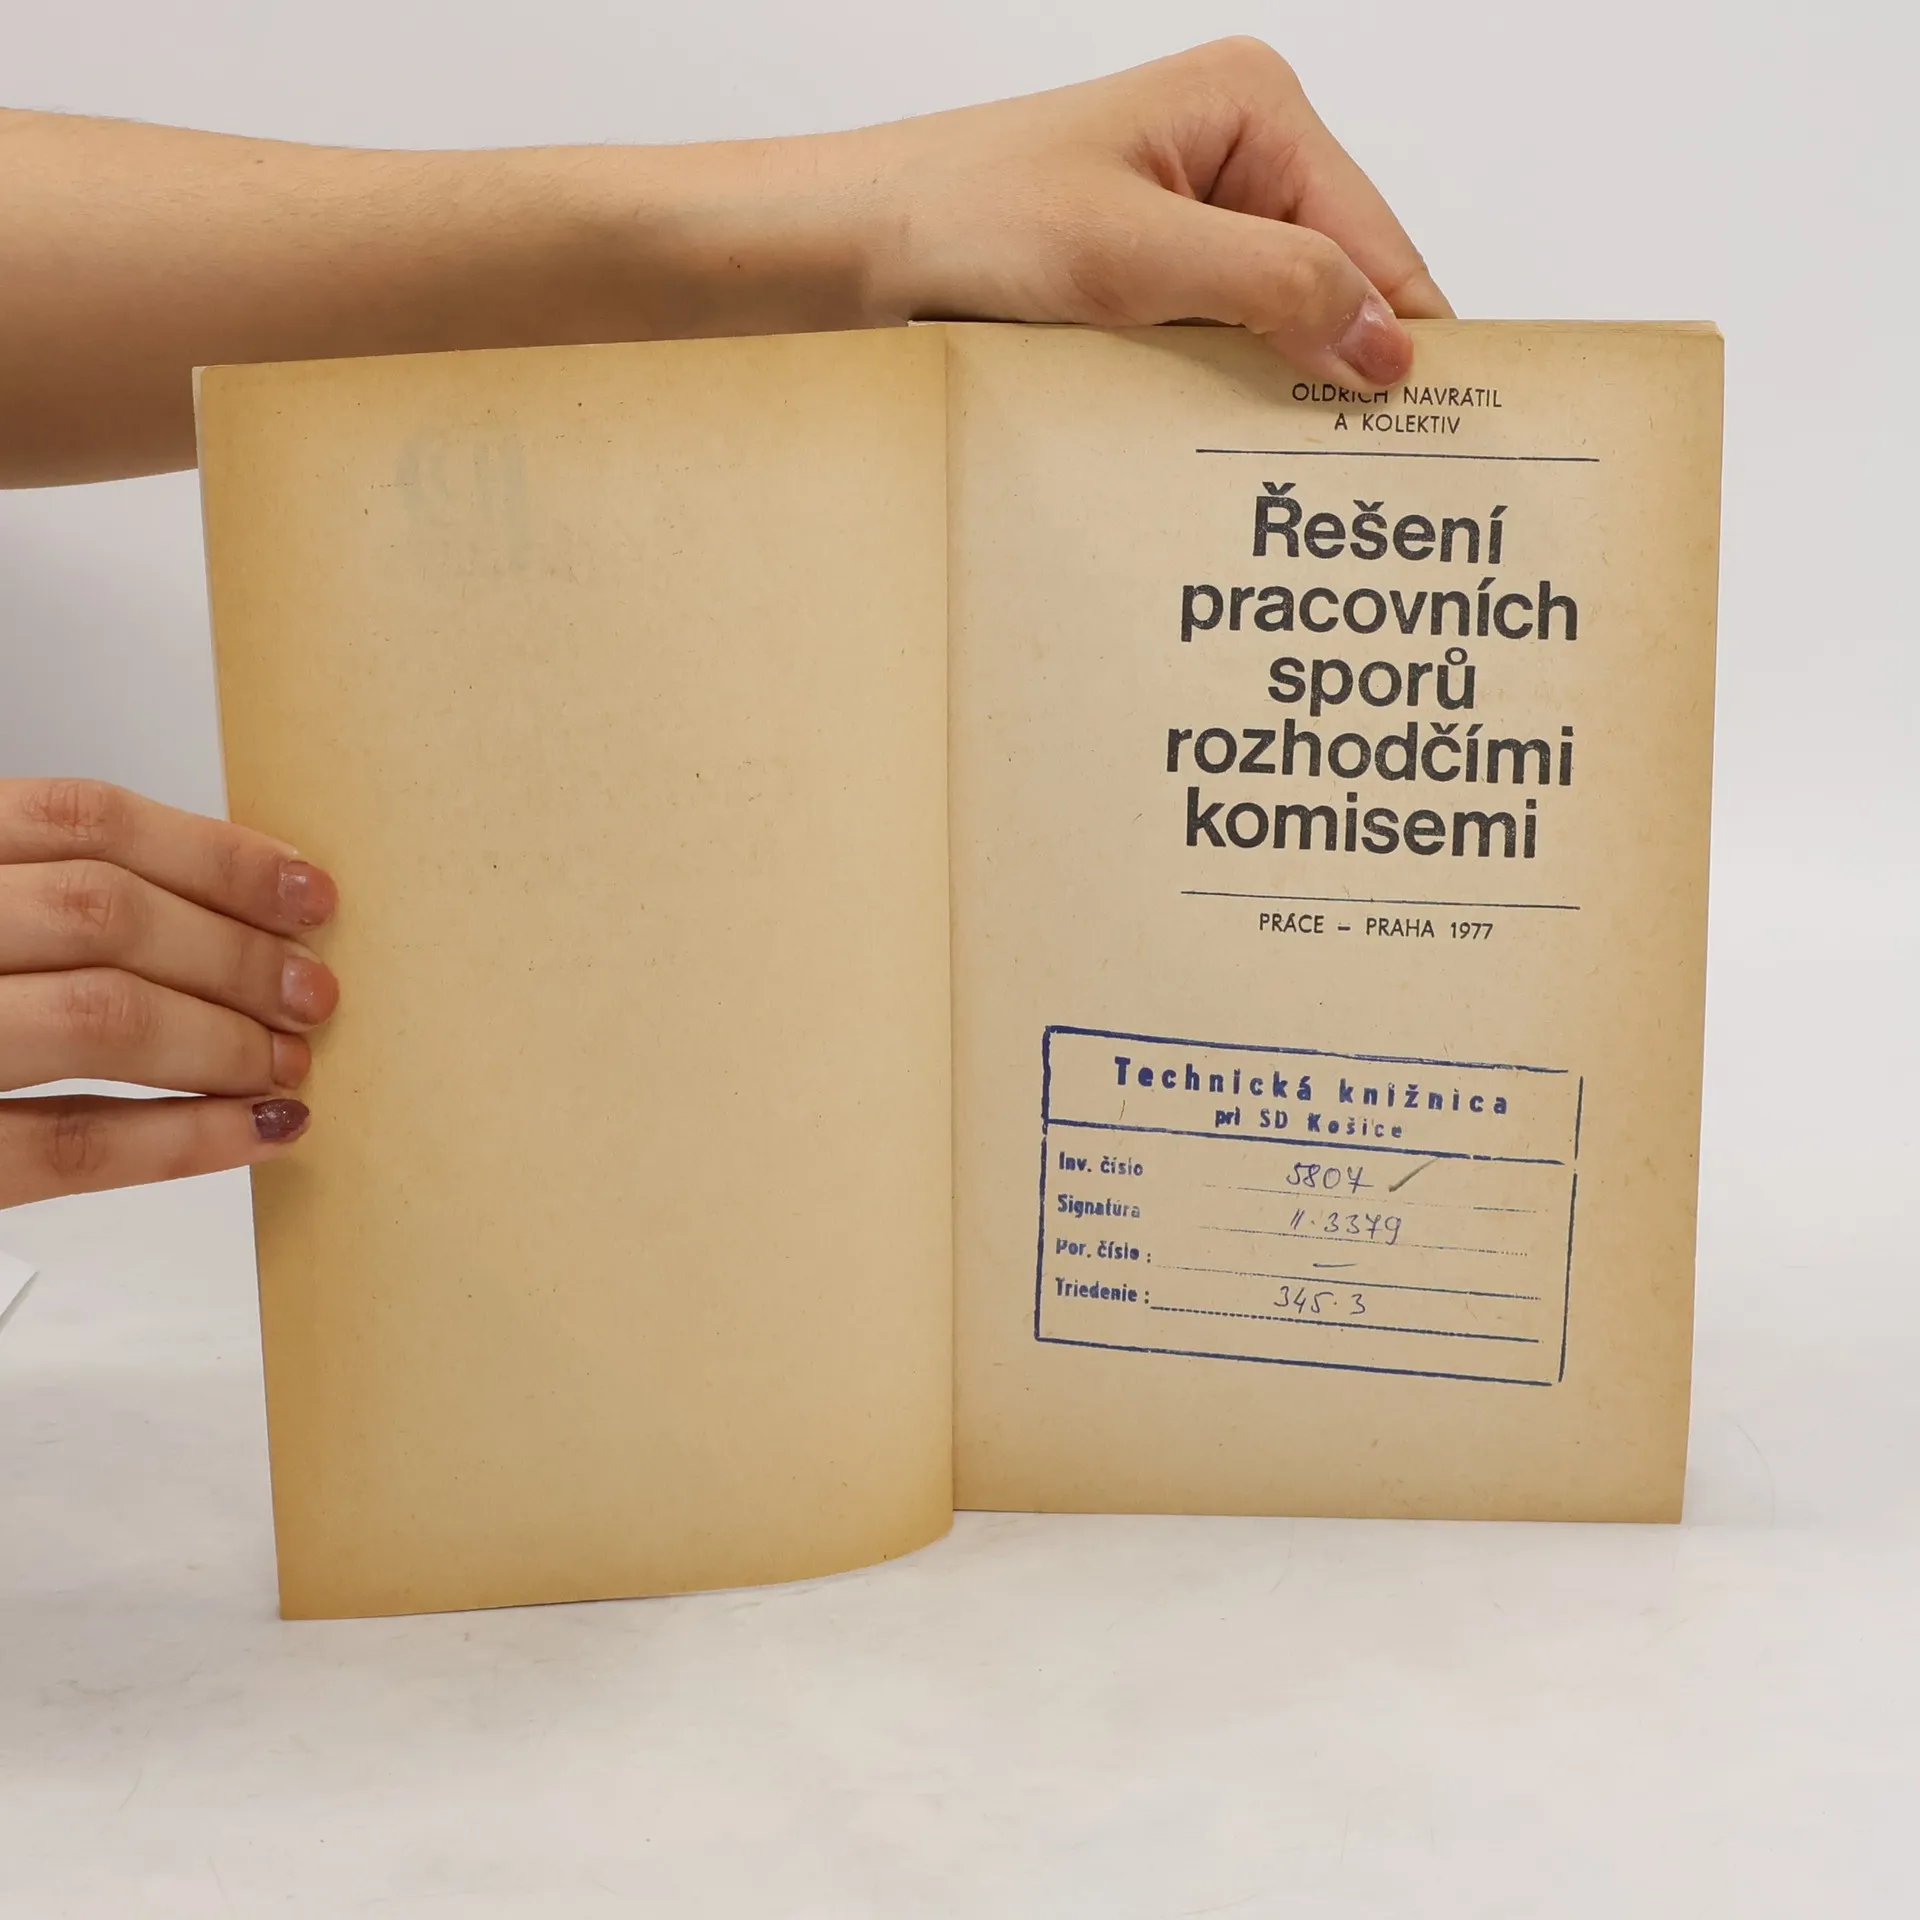 OLDŘICH NAVRÁTIL
A KOLEKTIV
Řešení
pracovních
sporů
rozhodčími
komisemi
PRÁCE – PRAHA 1977
Technická knižnica
pri SD Košice
Inv. číslo 5807
Signatúra II. 3379
Por. číslo : —
Triedenie : 345.3